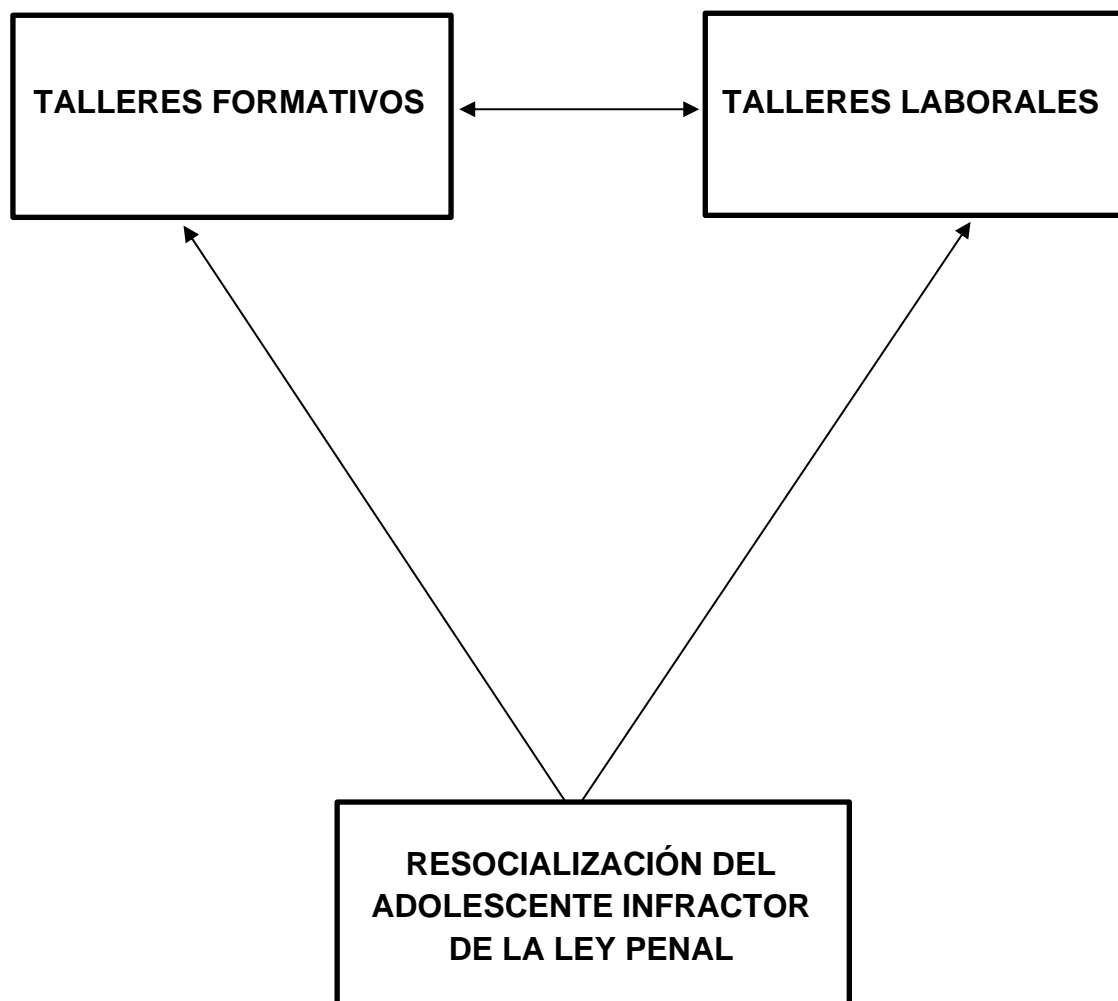 TALLERES FORMATIVOS
TALLERES LABORALES
RESOCIALIZACIÓN DEL
ADOLESCENTE INFRACTOR
DE LA LEY PENAL